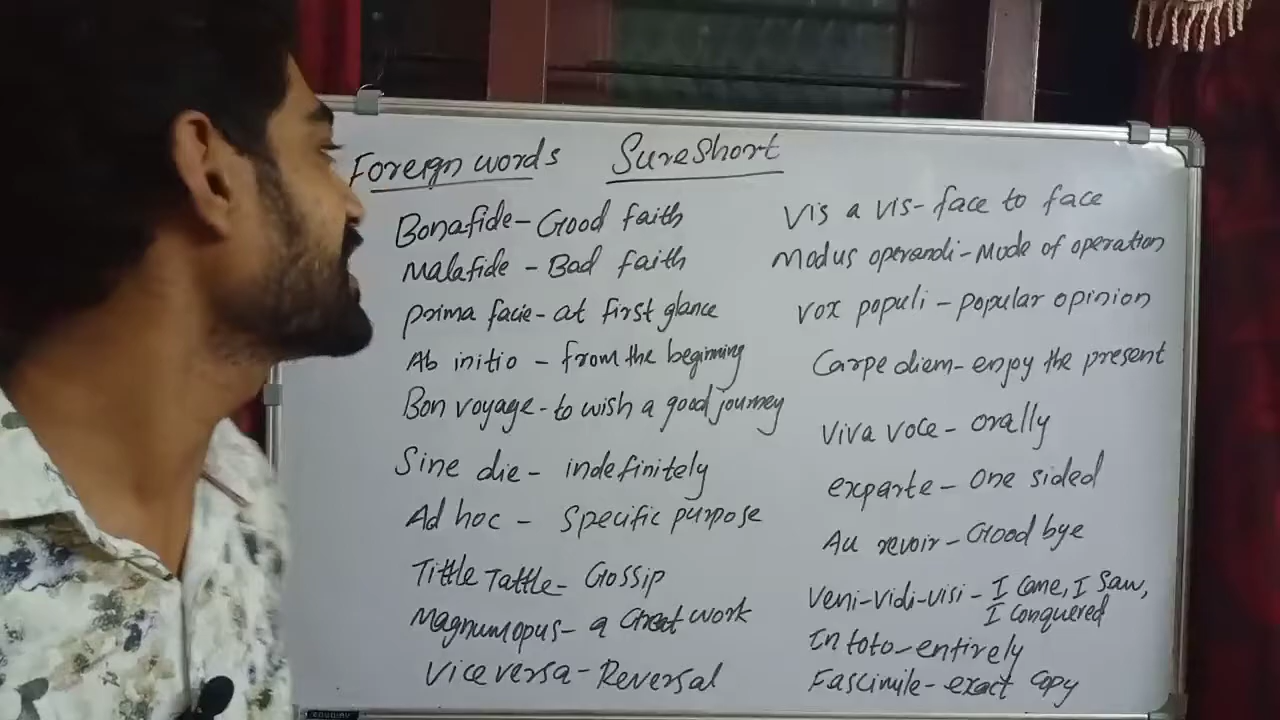 Foreign words Sureshort
Bonafide - Good faith
Malafide - Bad faith
prima facie - at first glance
Ab initio - from the beginning
Bon voyage - to wish a good journey
Sine die - indefinitely
Ad hoc - specific purpose
Tittle Tattle - Gossip
Magnumopus - a Great work
Vice versa - Reversal
Vis a vis - face to face
Modus operandi - Mode of operation
vox populi - popular opinion
Carpe diem - enjoy the present
Viva voce - orally
exparte - one sided
Au revoir - Good bye
Veni-vidi-visi - I came, I saw,
I conquered
In toto - entirely
Fascimile - exact copy